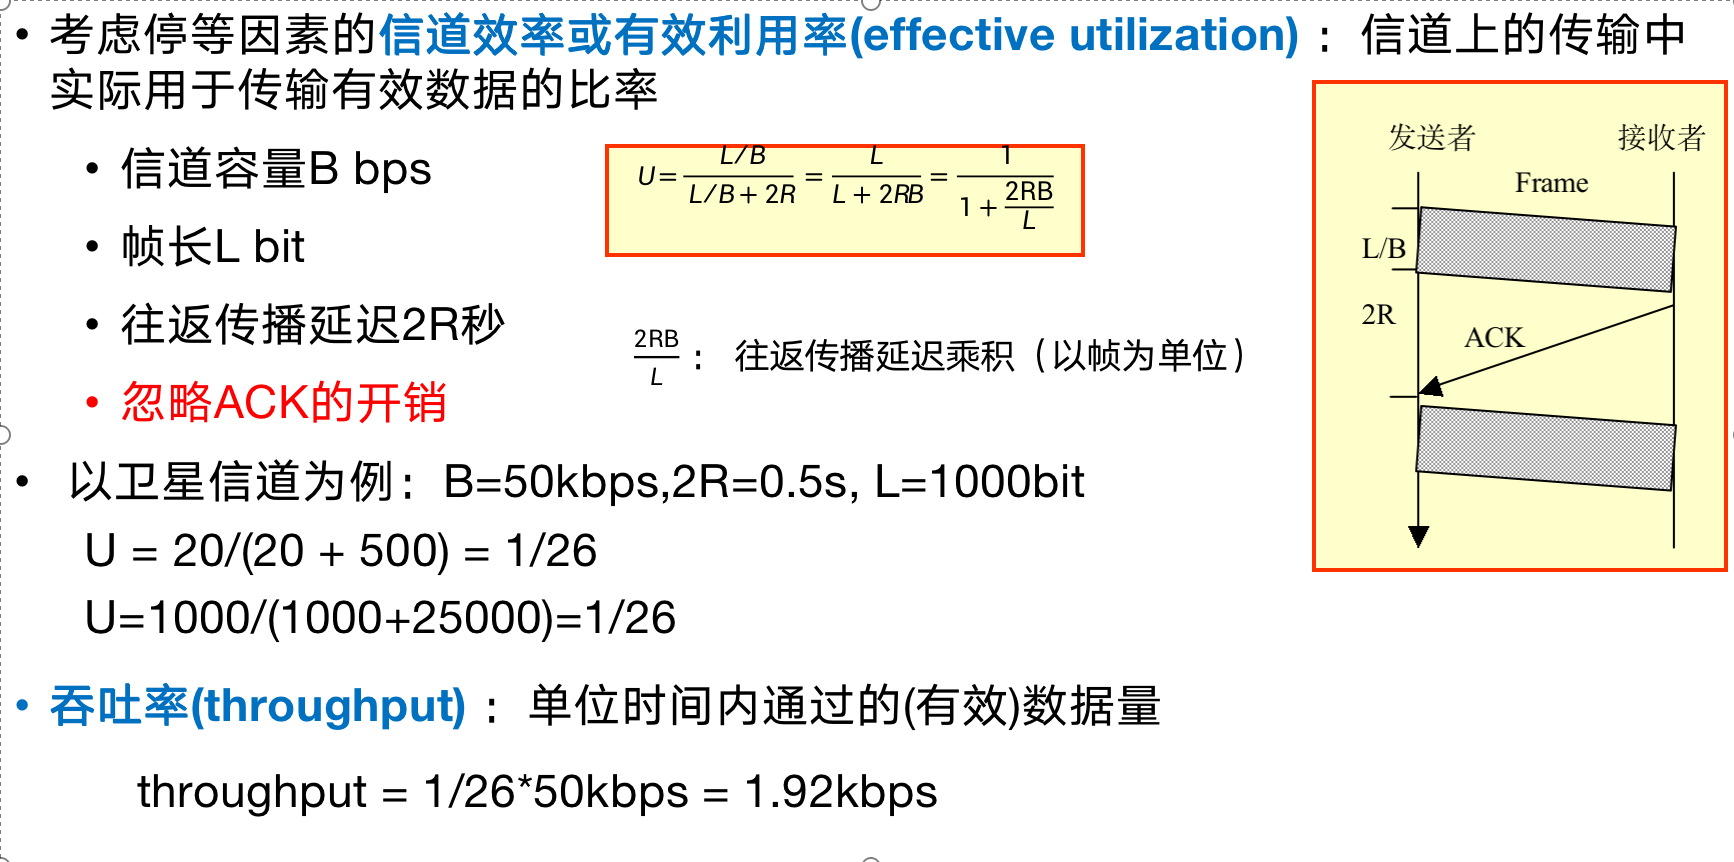 • 考虑停等因素的信道效率或有效利用率(effective utilization) ：信道上的传输中
实际用于传输有效数据的比率
• 信道容量B bps
U = (L/B)/(L/B + 2R) = L/(L + 2RB) = 1/(1 + 2RB/L)
• 帧长L bit
• 往返传播延迟2R秒
2RB/L ： 往返传播延迟乘积（以帧为单位）
• 忽略ACK的开销
• 以卫星信道为例：B=50kbps,2R=0.5s, L=1000bit
U = 20/(20 + 500) = 1/26
U=1000/(1000+25000)=1/26
• 吞吐率(throughput) ：单位时间内通过的(有效)数据量
throughput = 1/26*50kbps = 1.92kbps
发送者 接收者
Frame
L/B
2R
ACK